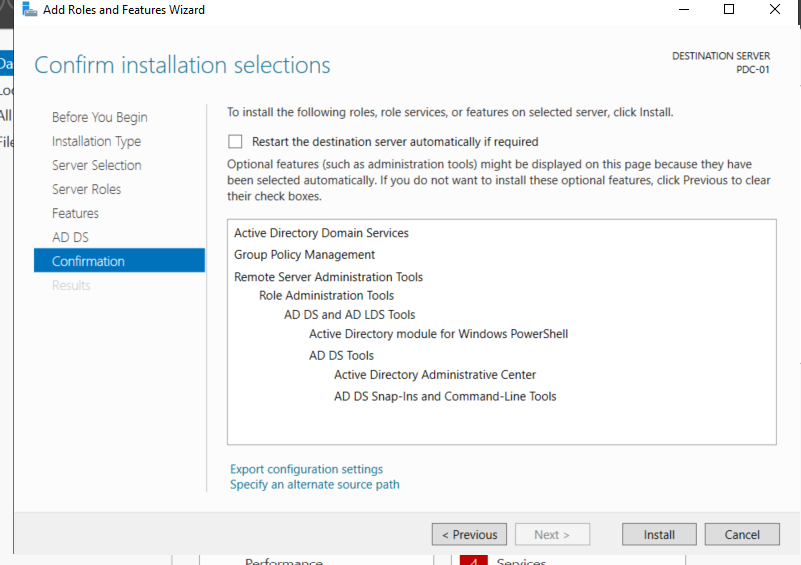 Add Roles and Features Wizard
Confirm installation selections
DESTINATION SERVER
PDC-01
Before You Begin
Installation Type
Server Selection
Server Roles
Features
AD DS
Confirmation
Results
To install the following roles, role services, or features on selected server, click Install.
Restart the destination server automatically if required
Optional features (such as administration tools) might be displayed on this page because they have
been selected automatically. If you do not want to install these optional features, click Previous to clear
their check boxes.
Active Directory Domain Services
Group Policy Management
Remote Server Administration Tools
Role Administration Tools
AD DS and AD LDS Tools
Active Directory module for Windows PowerShell
AD DS Tools
Active Directory Administrative Center
AD DS Snap-Ins and Command-Line Tools
Export configuration settings
Specify an alternate source path
< Previous
Next >
Install
Cancel
Da
Loc
All
File
Performance
4 Services